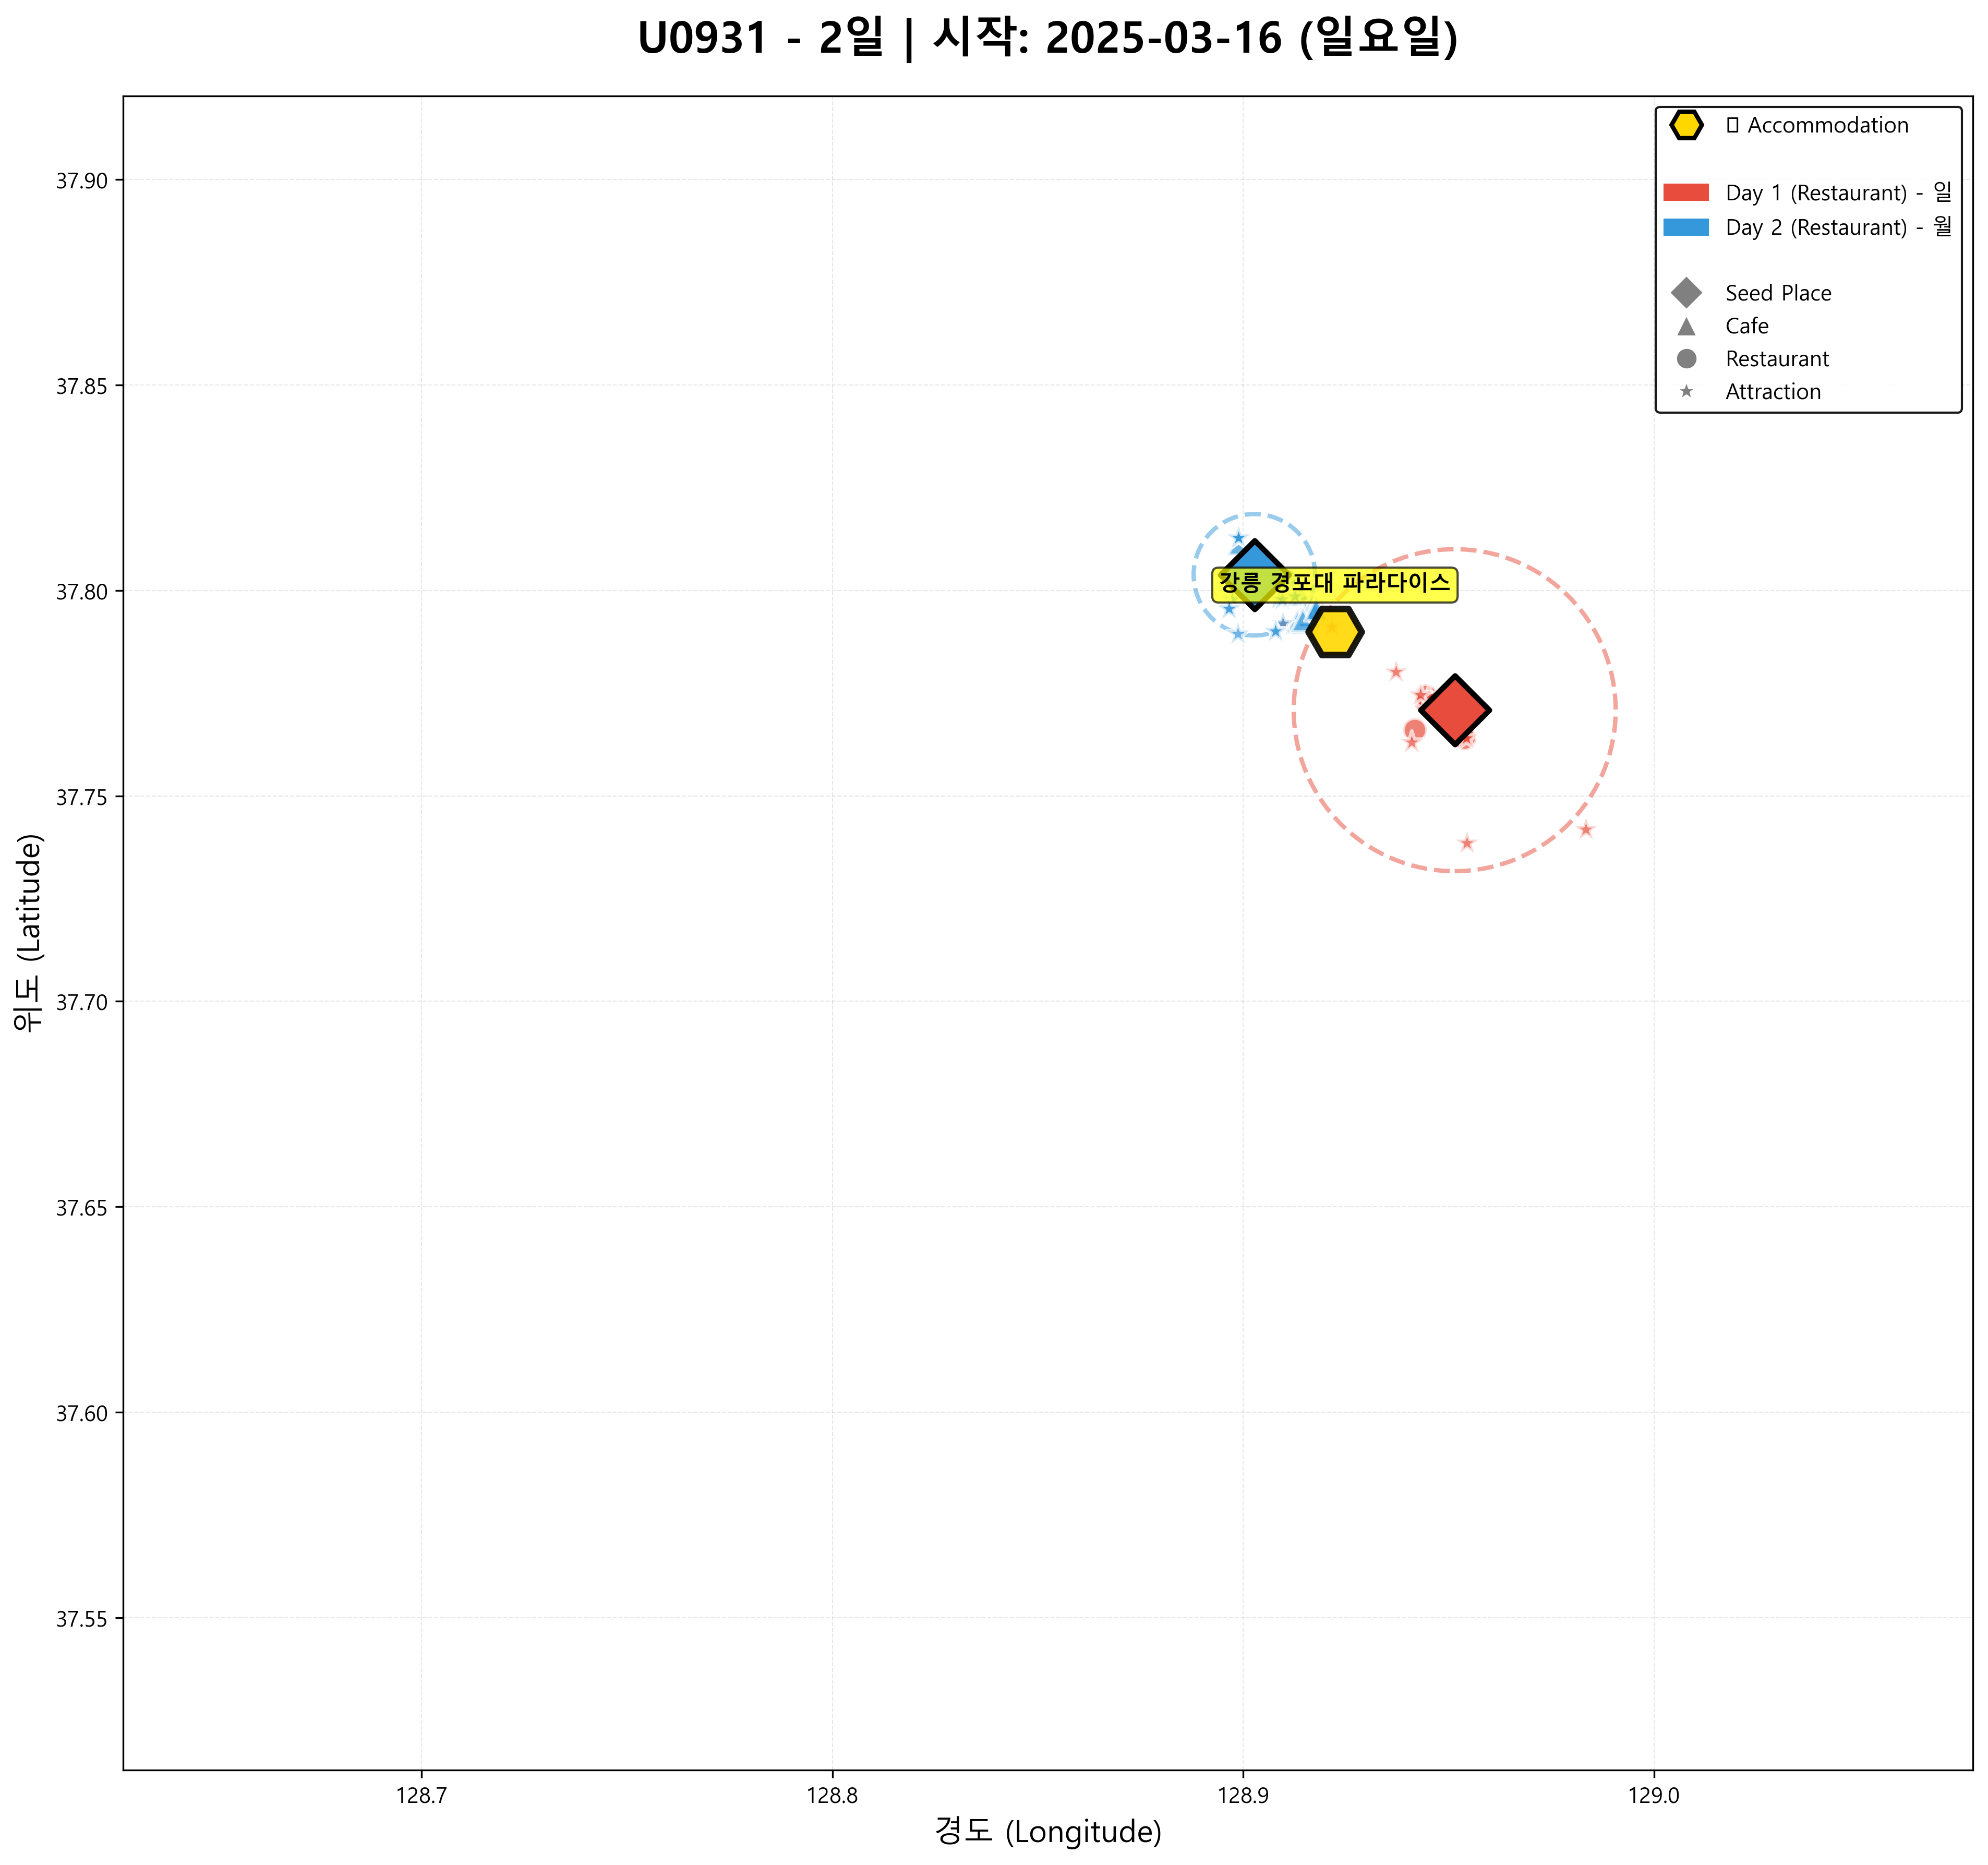 U0931 - 2일 | 시작: 2025-03-16 (일요일)
Accommodation
Day 1 (Restaurant) - 일
Day 2 (Restaurant) - 월
Seed Place
Cafe
Restaurant
Attraction
강릉 경포대 파라다이스
위도 (Latitude)
37.90
37.85
37.80
37.75
37.70
37.65
37.60
37.55
128.7
128.8
128.9
129.0
경도 (Longitude)